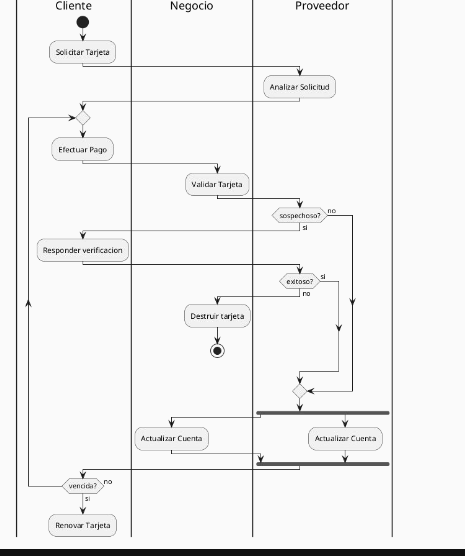 Cliente
Negocio
Proveedor
Solicitar Tarjeta
Analizar Solicitud
Efectuar Pago
Validar Tarjeta
sospechoso?
no
si
Responder verificacion
exitoso?
si
no
Destruir tarjeta
Actualizar Cuenta
Actualizar Cuenta
vencida?
no
si
Renovar Tarjeta